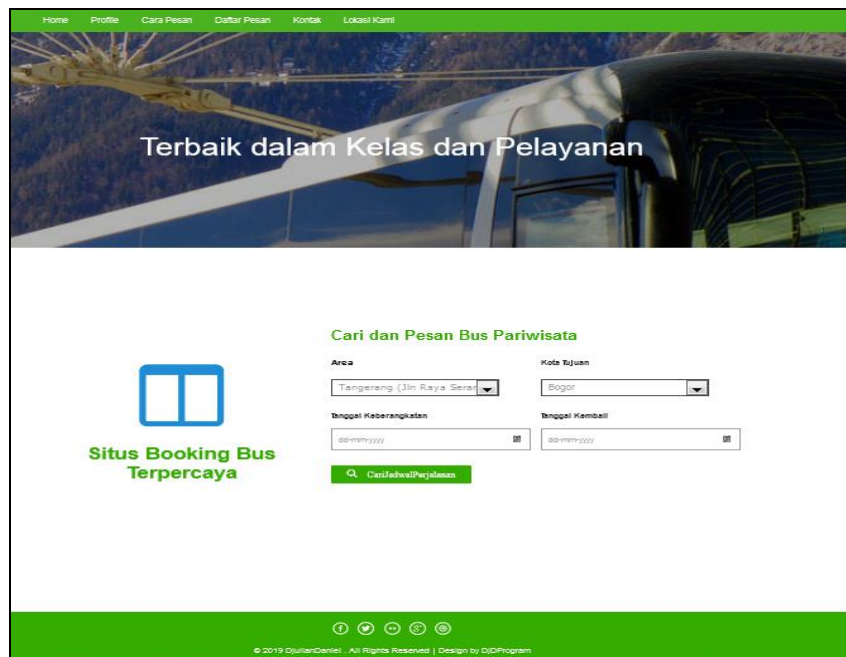 Home Profile Cara Pesan Daftar Pesan Kontak Lokasi Kami
Terbaik dalam Kelas dan Pelayanan
Cari dan Pesan Bus Pariwisata
Area Kota Tujuan
Tangerang (Jln Raya Seran Bogor
Tanggal Keberangkatan Tanggal Kembali
dd-mm-yyyy dd-mm-yyyy
Situs Booking Bus
Terpercaya
CariJadwalPerjalanan
© 2019 DjulianDaniel . All Rights Reserved | Design by DjDProgram